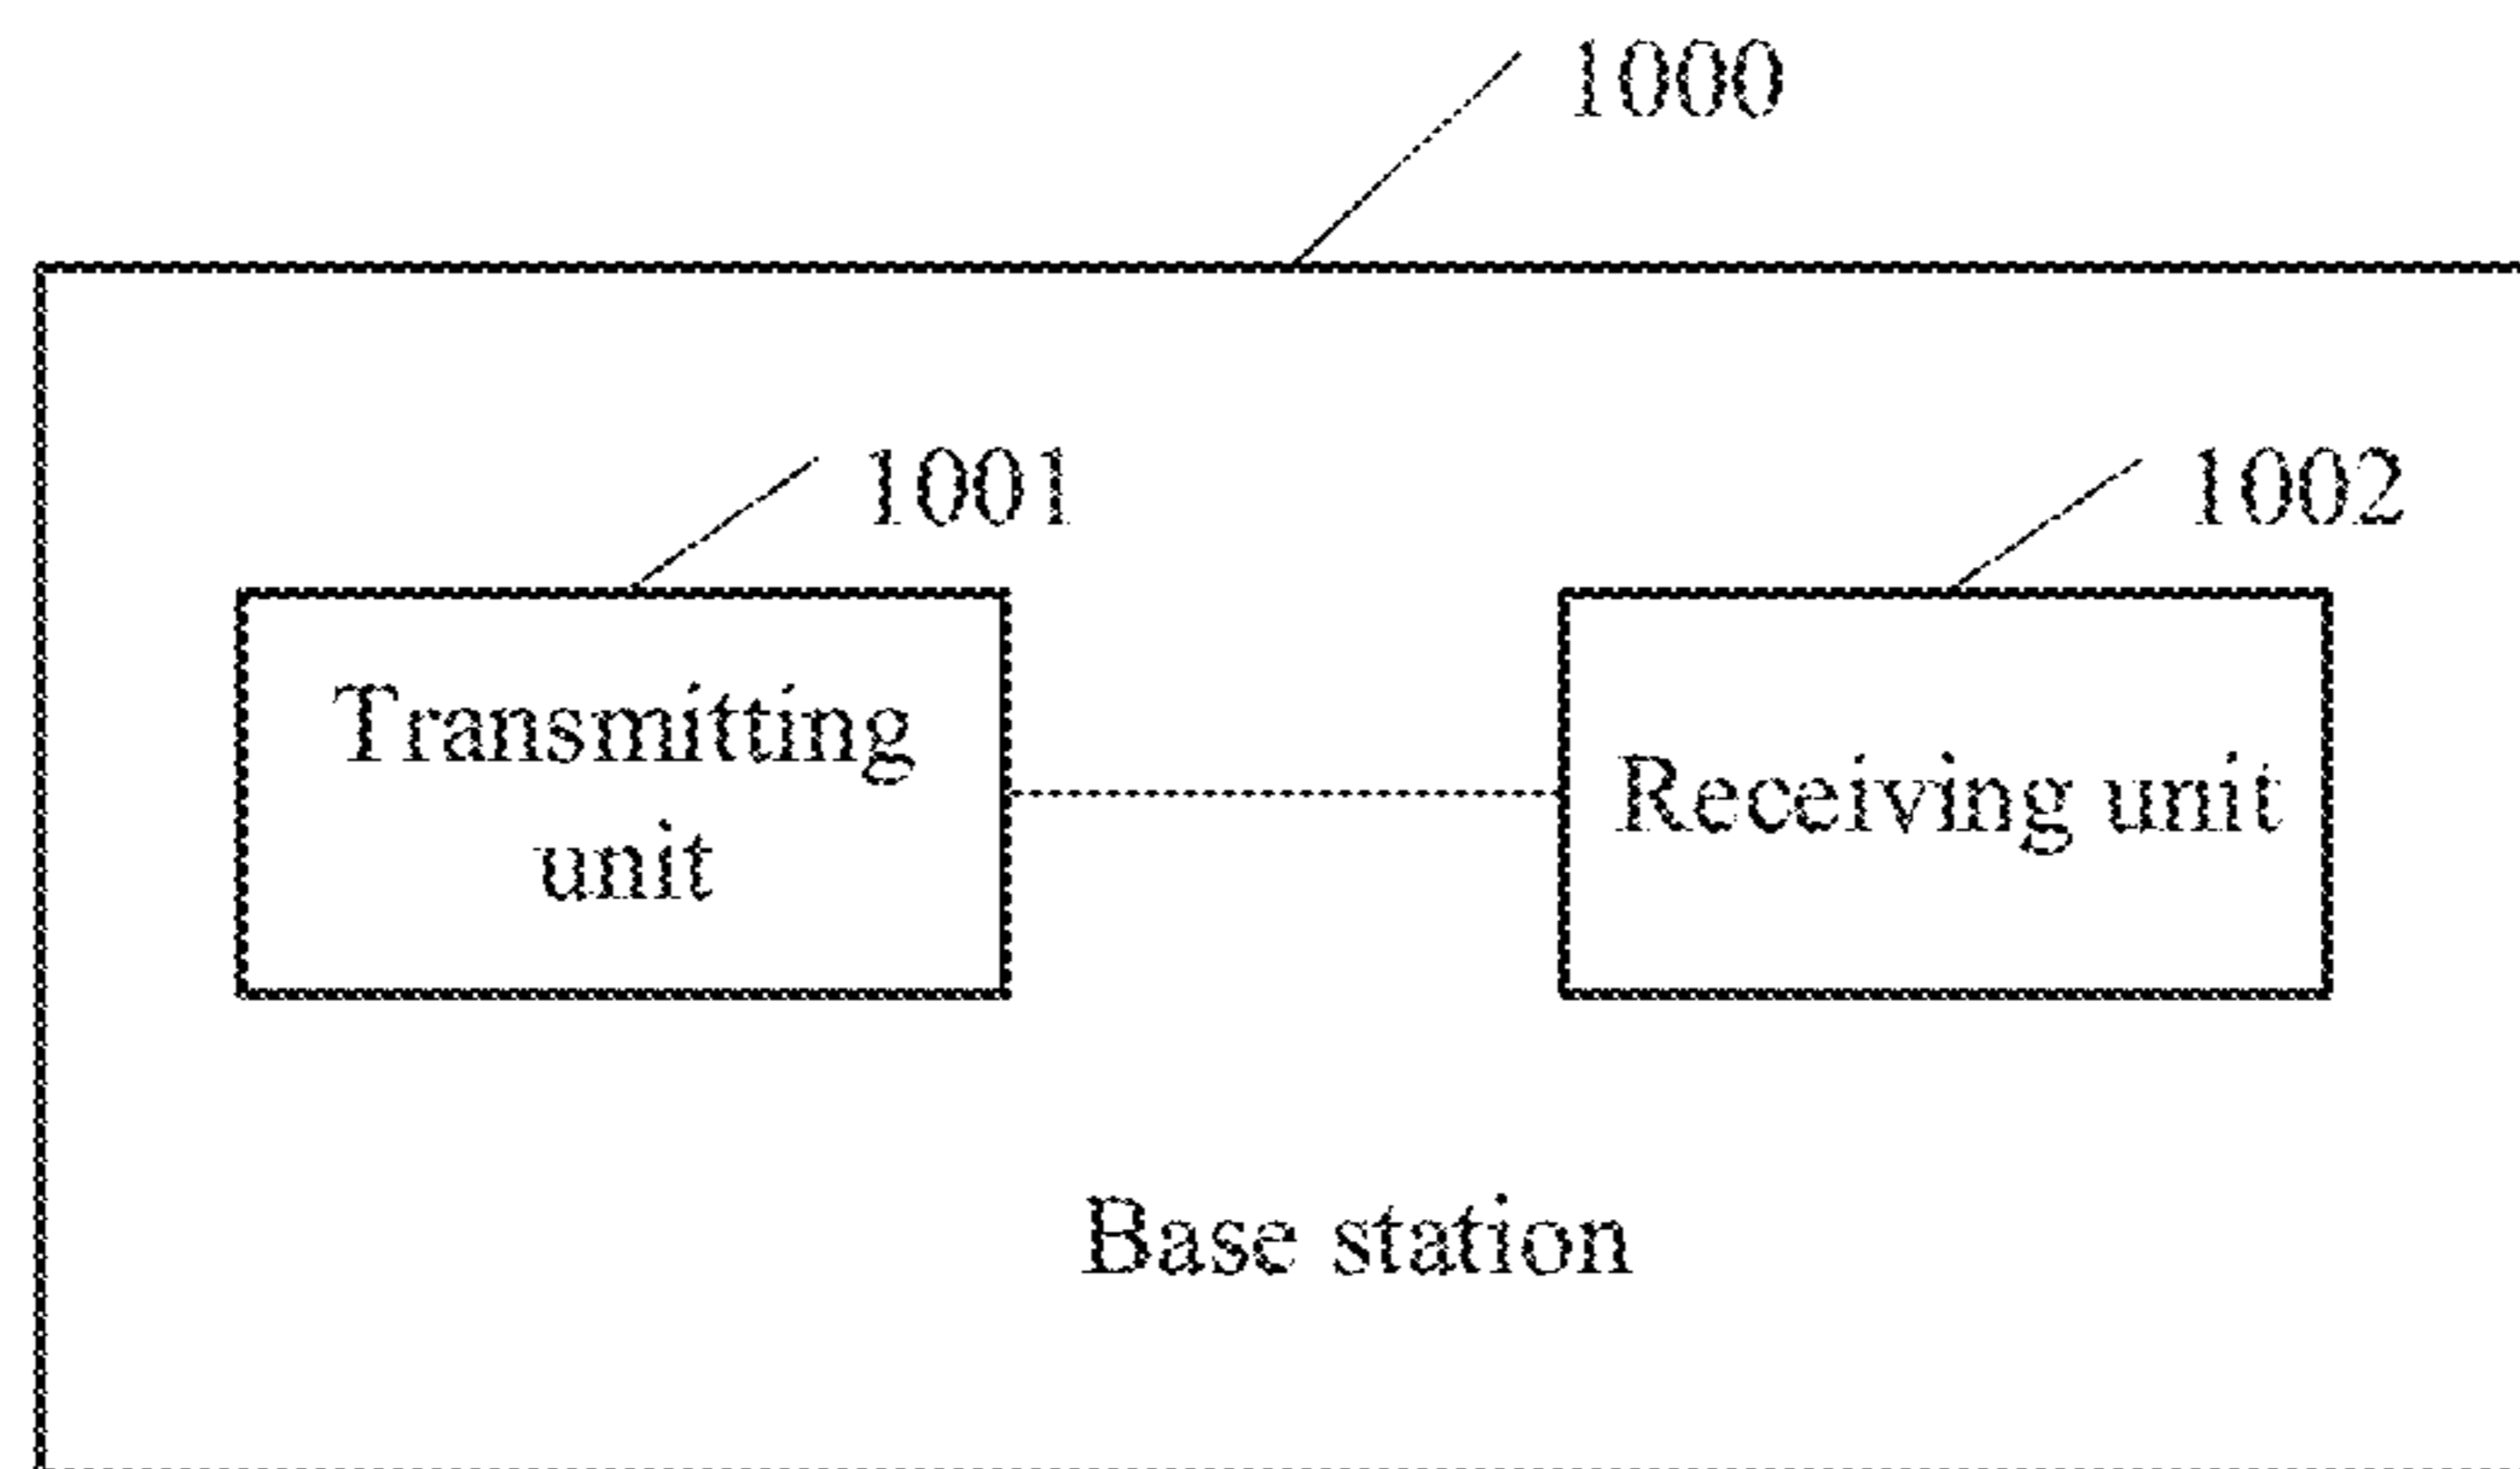 1000
1001
1002
Transmitting
unit
Receiving unit
Base station